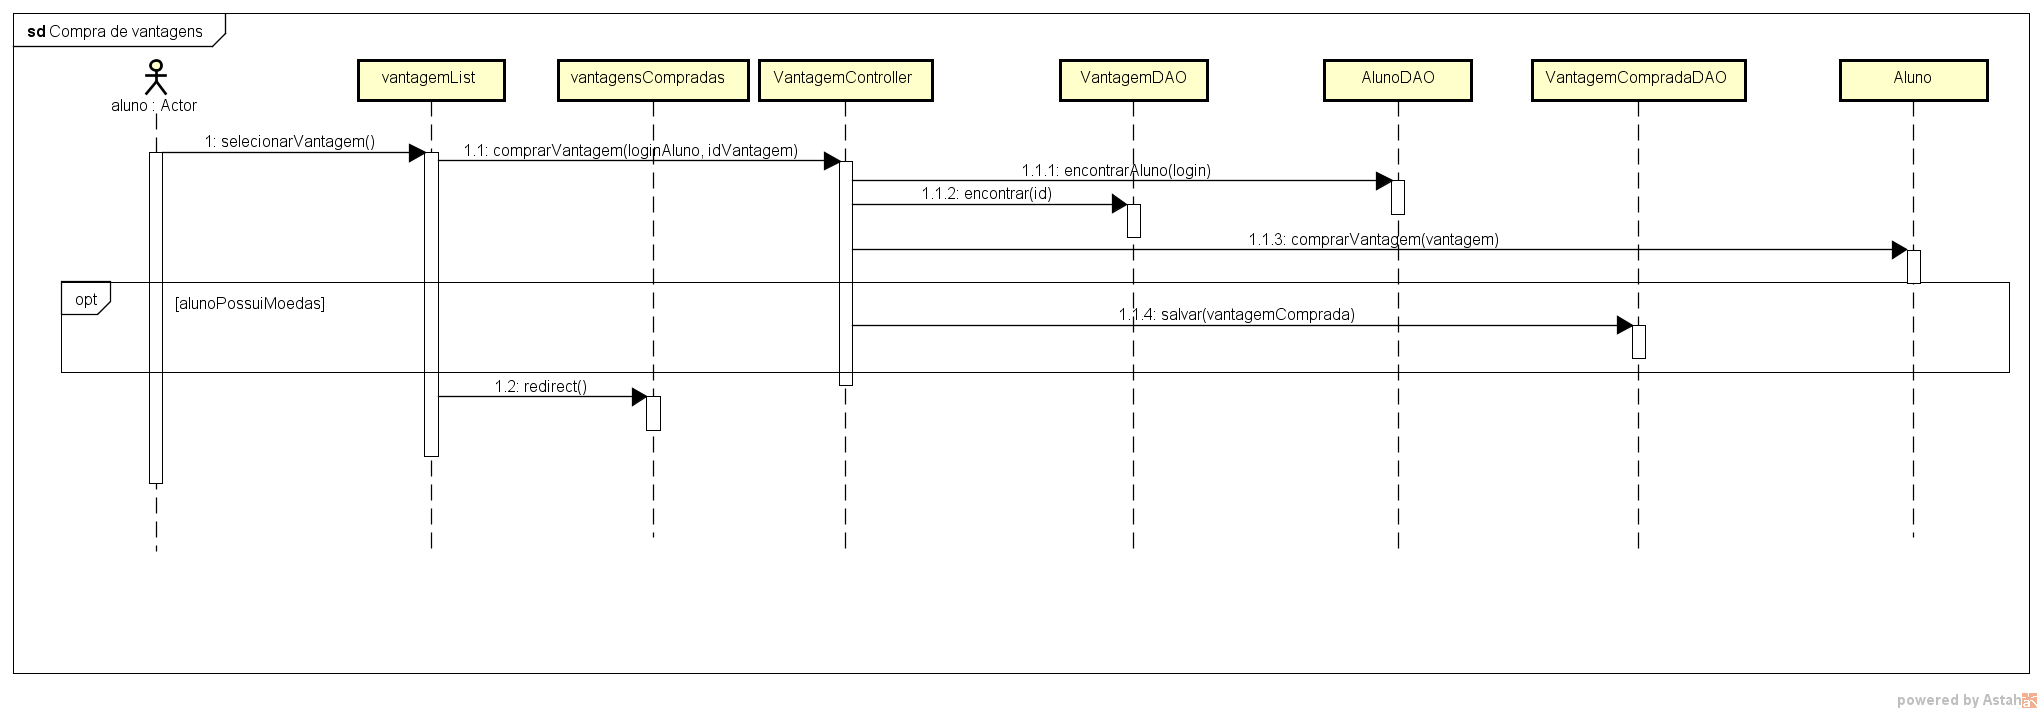 sd Compra de vantagens
aluno : Actor
vantagemList
vantagensCompradas
VantagemController
VantagemDAO
AlunoDAO
VantagemCompradaDAO
Aluno
1: selecionarVantagem()
1.1: comprarVantagem(loginAluno, idVantagem)
1.1.1: encontrarAluno(login)
1.1.2: encontrar(id)
1.1.3: comprarVantagem(vantagem)
opt
[alunoPossuiMoedas]
1.1.4: salvar(vantagemComprada)
1.2: redirect()
powered by Astah